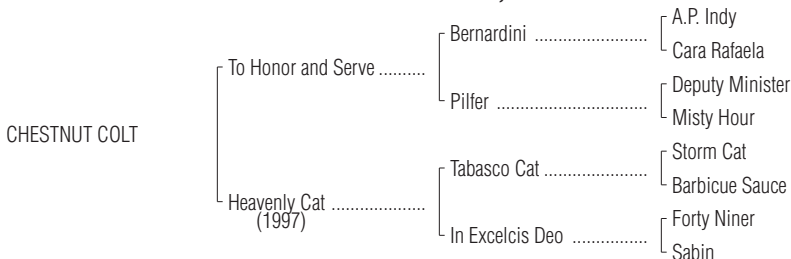 A.P. Indy
Bernardini ........................
Cara Rafaela
To Honor and Serve ..........
Deputy Minister
Pilfer ................................
Misty Hour
CHESTNUT COLT
Storm Cat
Tabasco Cat ......................
Barbicue Sauce
Heavenly Cat ....................
(1997)
Forty Niner
In Excelcis Deo ................
Sabin